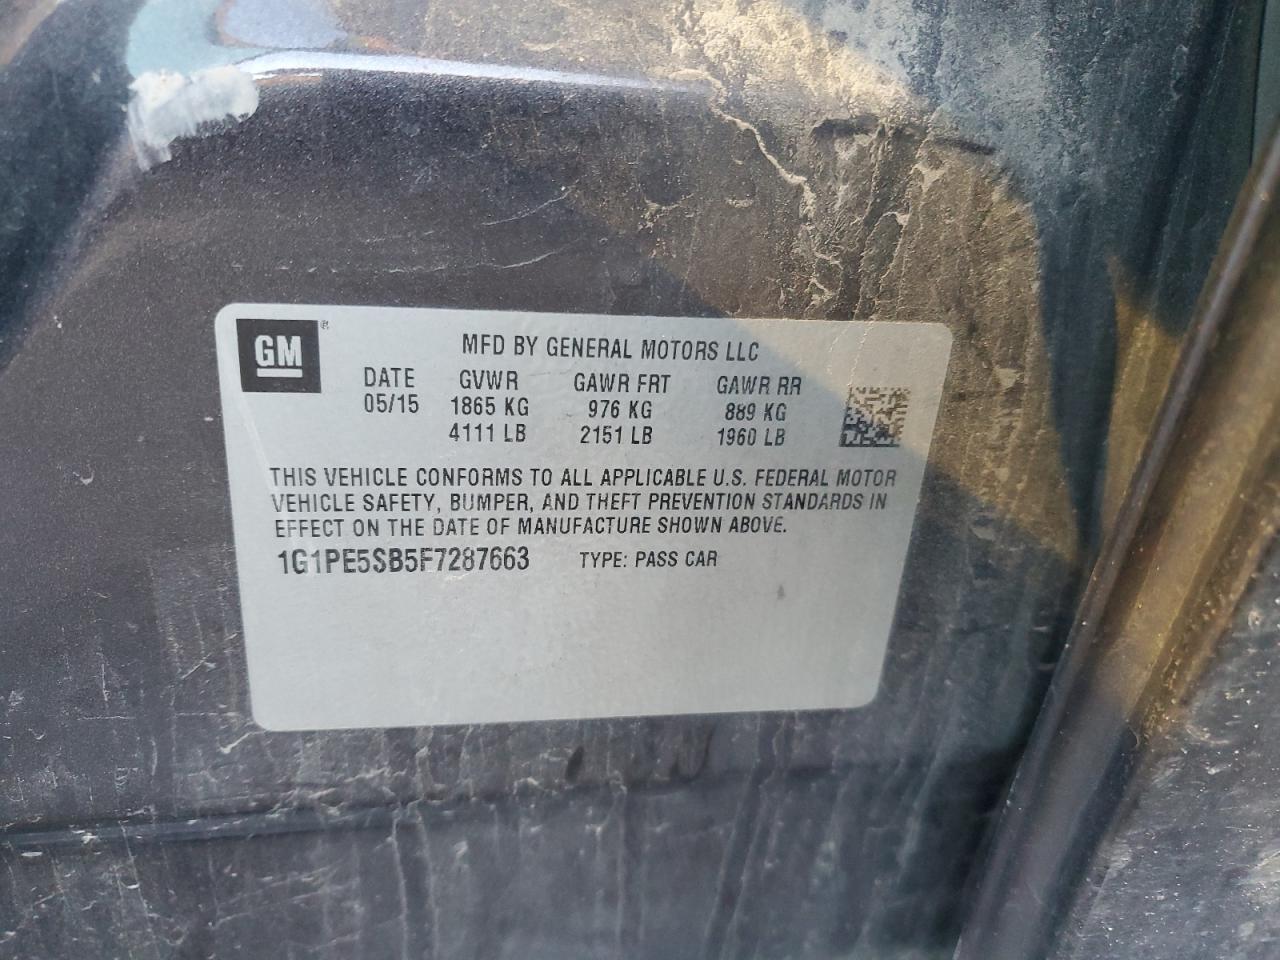 GM®
MFD BY GENERAL MOTORS LLC
DATE GVWR GAWR FRT GAWR RR
05/15 1865 KG 976 KG 889 KG
4111 LB 2151 LB 1960 LB
THIS VEHICLE CONFORMS TO ALL APPLICABLE U.S. FEDERAL MOTOR
VEHICLE SAFETY, BUMPER, AND THEFT PREVENTION STANDARDS IN
EFFECT ON THE DATE OF MANUFACTURE SHOWN ABOVE.
1G1PE5SB5F7287663 TYPE: PASS CAR